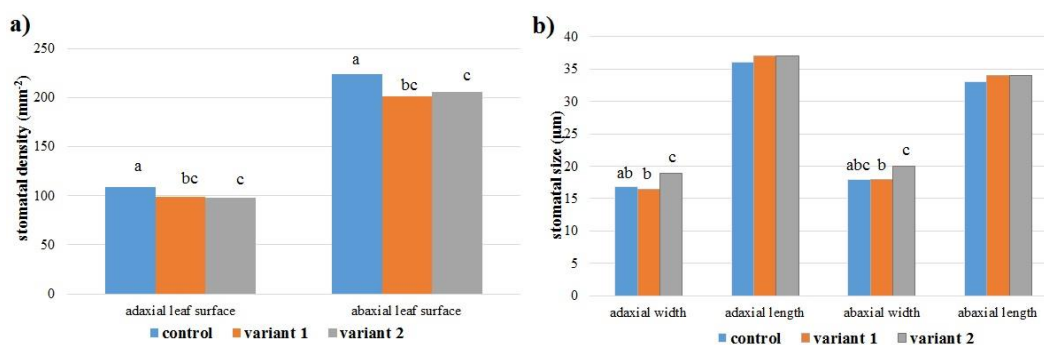 a)
stomatal density (mm⁻²)
250
200
150
100
50
0
a
bc
c
a
bc
c
adaxial leaf surface
abaxial leaf surface
control
variant 1
variant 2
b)
stomatal size (µm)
40
35
30
25
20
15
10
5
0
ab
b
c
abc
b
c
adaxial width
adaxial length
abaxial width
abaxial length
control
variant 1
variant 2